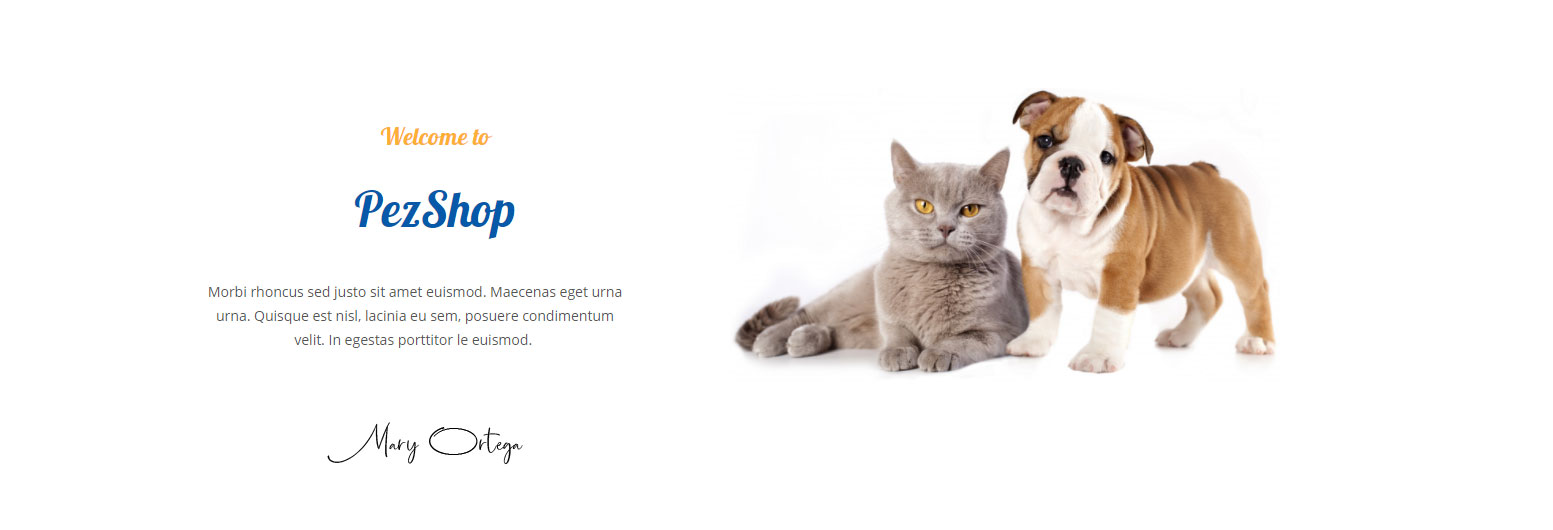 Welcome to
PezShop
Morbi rhoncus sed justo sit amet euismod. Maecenas eget urna
urna. Quisque est nisl, lacinia eu sem, posuere condimentum
velit. In egestas porttitor le euismod.
Mary Ortega